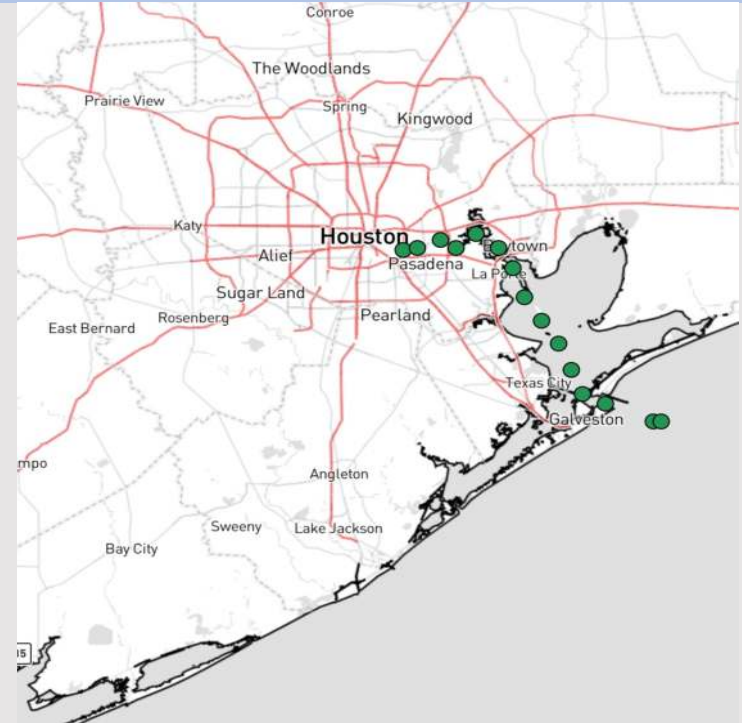 Conroe
The Woodlands
Prairie View
Spring
Kingwood
Katy
Houston
Alief
Pasadena
La Porte
Sugar Land
Rosenberg
Pearland
East Bernard
Texas City
Galveston
mpo
Angleton
Sweeny
Lake Jackson
Bay City